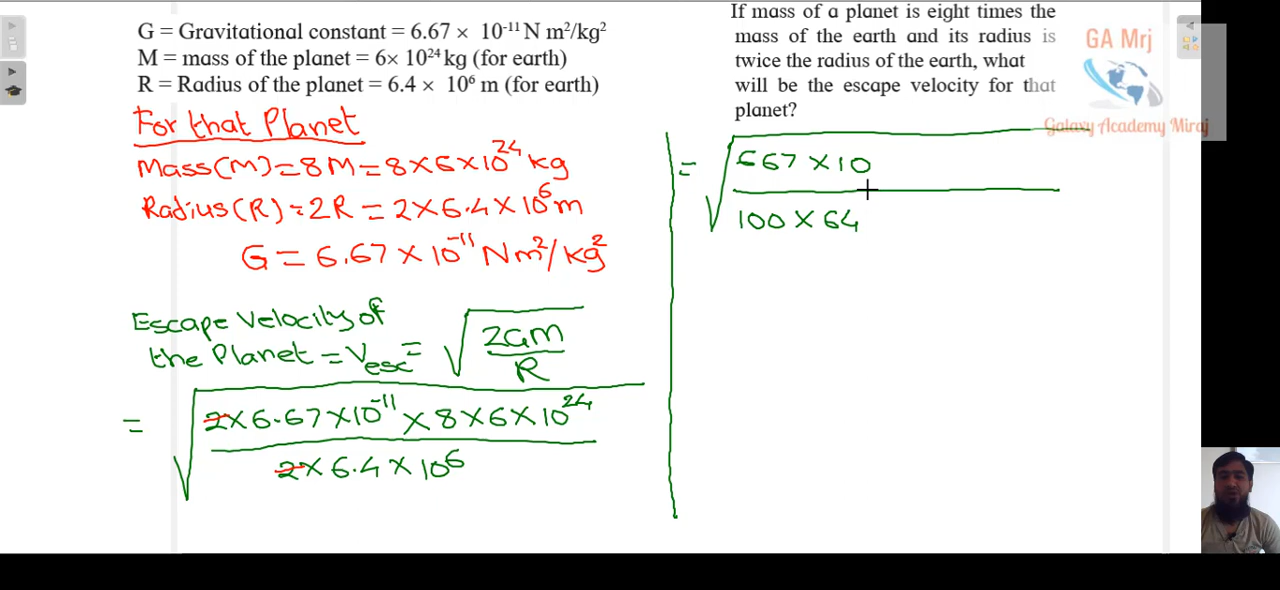 G = Gravitational constant = 6.67 × 10⁻¹¹ N m²/kg²
M = mass of the planet = 6× 10²⁴ kg (for earth)
R = Radius of the planet = 6.4 × 10⁶ m (for earth)
For that Planet
Mass(M)=8M=8×6×10²⁴ kg
Radius(R)=2R=2×6.4×10⁶m
G=6.67×10⁻¹¹Nm²/kg²
Escape Velocity of
the Planet=Vesc=√(2GM/R)
=√(2×6.67×10⁻¹¹×8×6×10²⁴/2×6.4×10⁶)
If mass of a planet is eight times the
mass of the earth and its radius is
twice the radius of the earth, what
will be the escape velocity for that
planet?
GA Mrj
Galaxy Academy Miraj
=√(667×10/100×64)